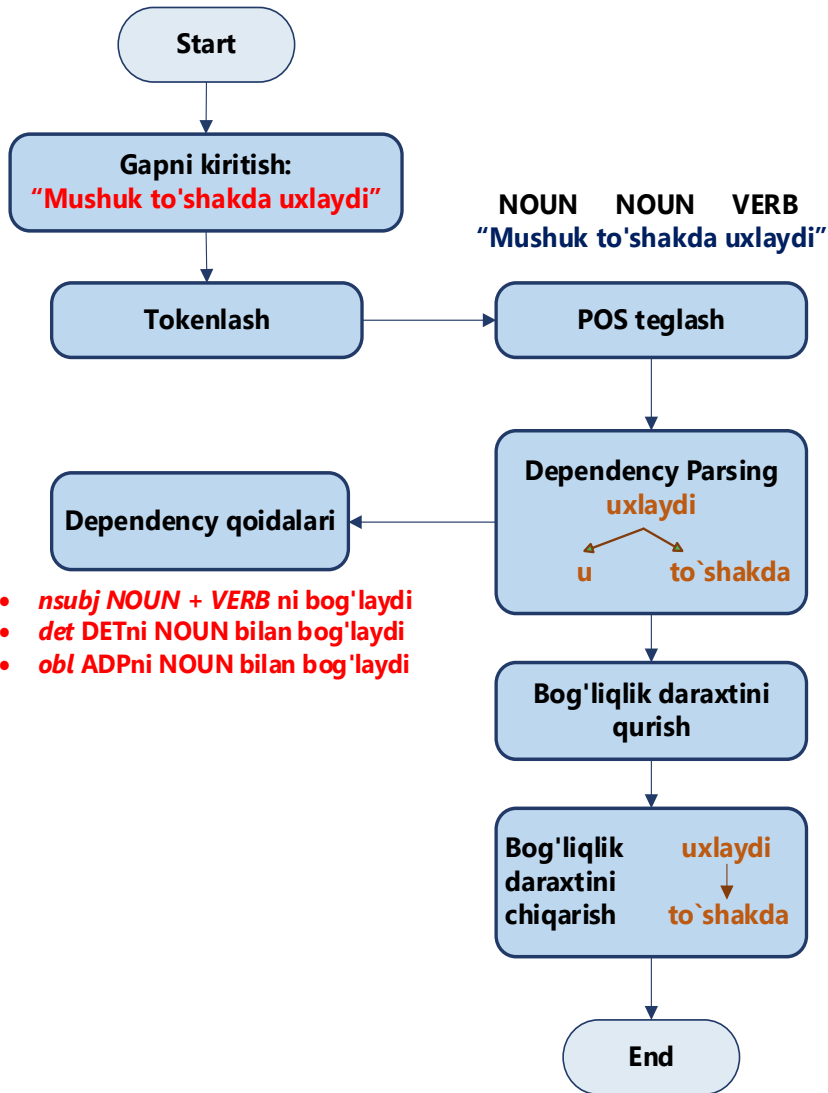 Start
Gapni kiritish:
“Mushuk to'shakda uxlaydi”
NOUN NOUN VERB
“Mushuk to'shakda uxlaydi”
Tokenlash
POS teglash
Dependency Parsing
uxlaydi
u to`shakda
Dependency qoidalari
• nsubj NOUN + VERB ni bog'laydi
• det DETni NOUN bilan bog'laydi
• obl ADPni NOUN bilan bog'laydi
Bog'liqlik daraxtini
qurish
Bog'liqlik
daraxtini
chiqarish
uxlaydi
to`shakda
End